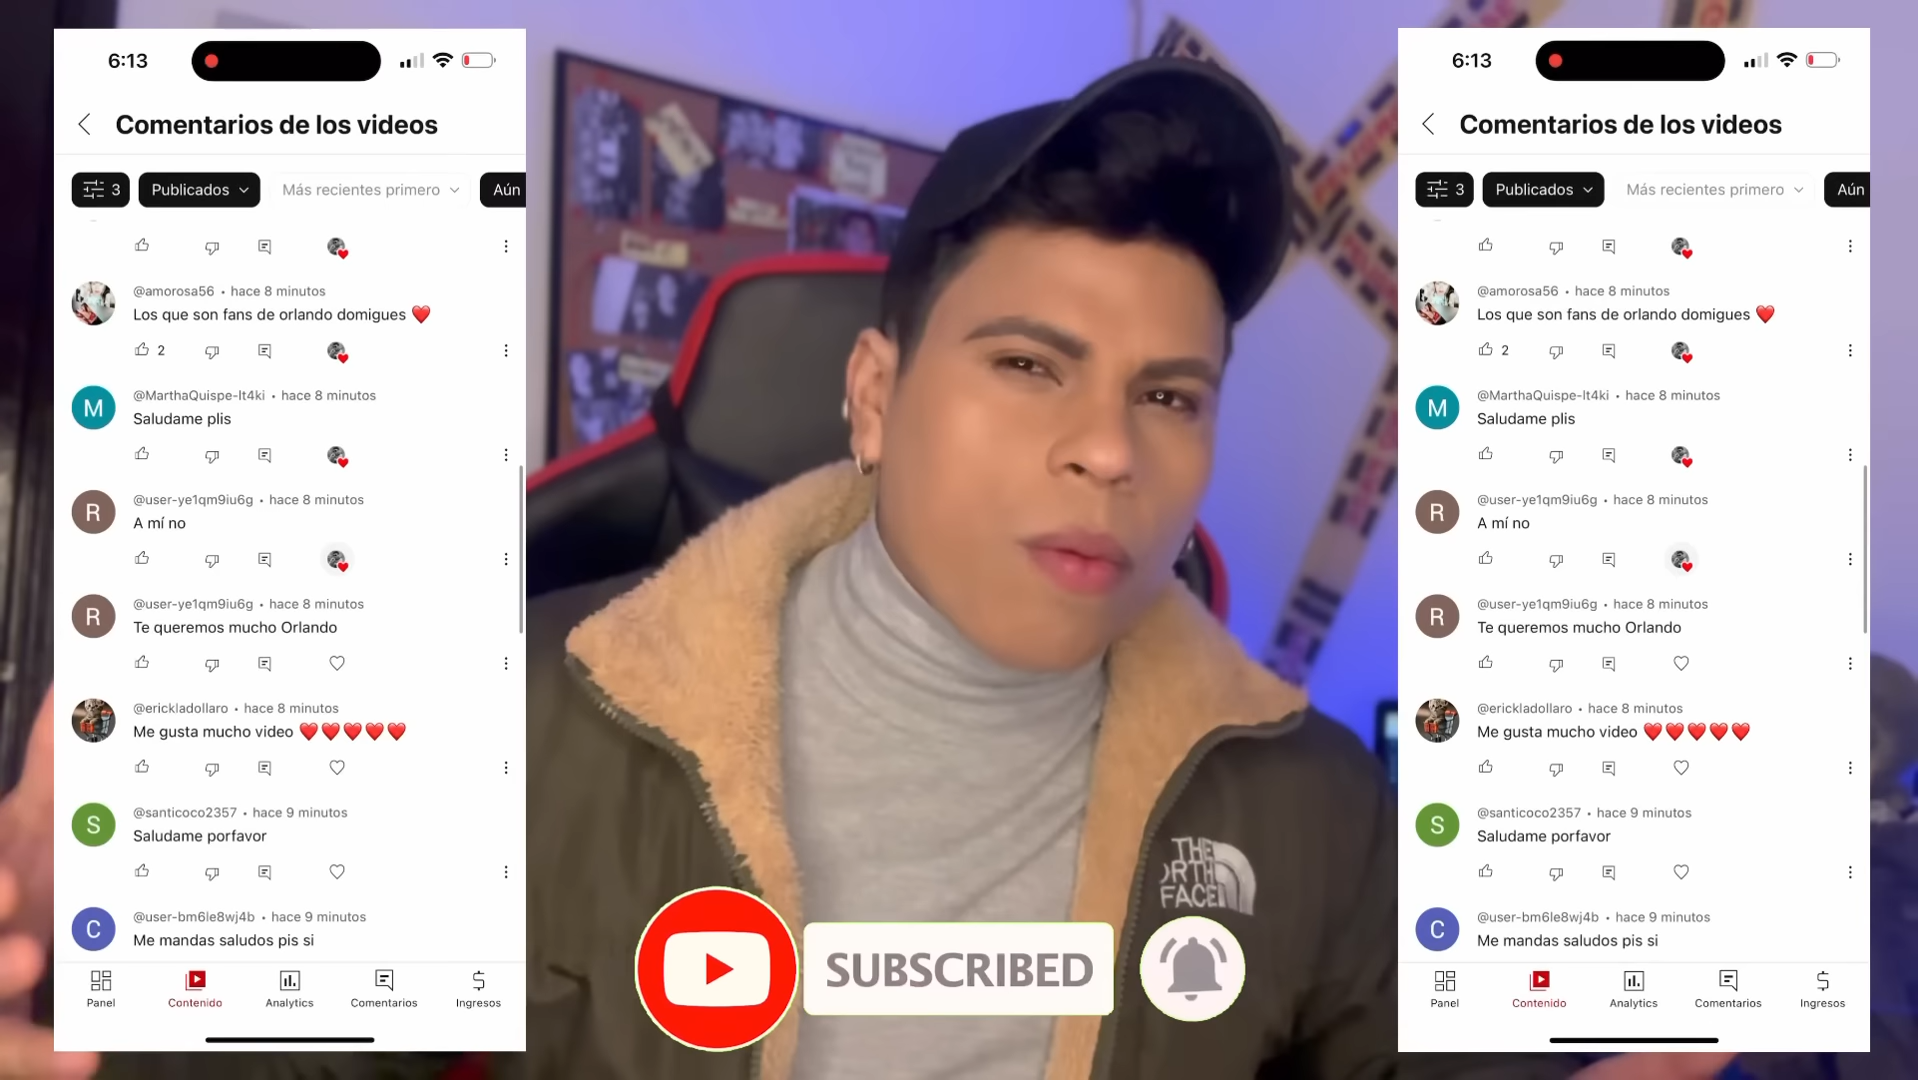 6:13
Comentarios de los videos
3
Publicados
Más recientes primero
Aún
@amorosa56 • hace 8 minutos
Los que son fans de orlando domigues ❤️
2
@MarthaQuispe-lt4ki • hace 8 minutos
Saludame plis
@user-ye1qm9iu6g • hace 8 minutos
A mí no
@user-ye1qm9iu6g • hace 8 minutos
Te queremos mucho Orlando
@erickladollaro • hace 8 minutos
Me gusta mucho video ❤️❤️❤️❤️❤️
@santicoco2357 • hace 9 minutos
Saludame porfavor
@user-bm6le8wj4b • hace 9 minutos
Me mandas saludos pis si
Panel
Contenido
Analytics
Comentarios
Ingresos
THE
ORTH
FACE
SUBSCRIBED
6:13
Comentarios de los videos
3
Publicados
Más recientes primero
Aún
@amorosa56 • hace 8 minutos
Los que son fans de orlando domigues ❤️
2
@MarthaQuispe-lt4ki • hace 8 minutos
Saludame plis
@user-ye1qm9iu6g • hace 8 minutos
A mí no
@user-ye1qm9iu6g • hace 8 minutos
Te queremos mucho Orlando
@erickladollaro • hace 8 minutos
Me gusta mucho video ❤️❤️❤️❤️❤️
@santicoco2357 • hace 9 minutos
Saludame porfavor
@user-bm6le8wj4b • hace 9 minutos
Me mandas saludos pis si
Panel
Contenido
Analytics
Comentarios
Ingresos